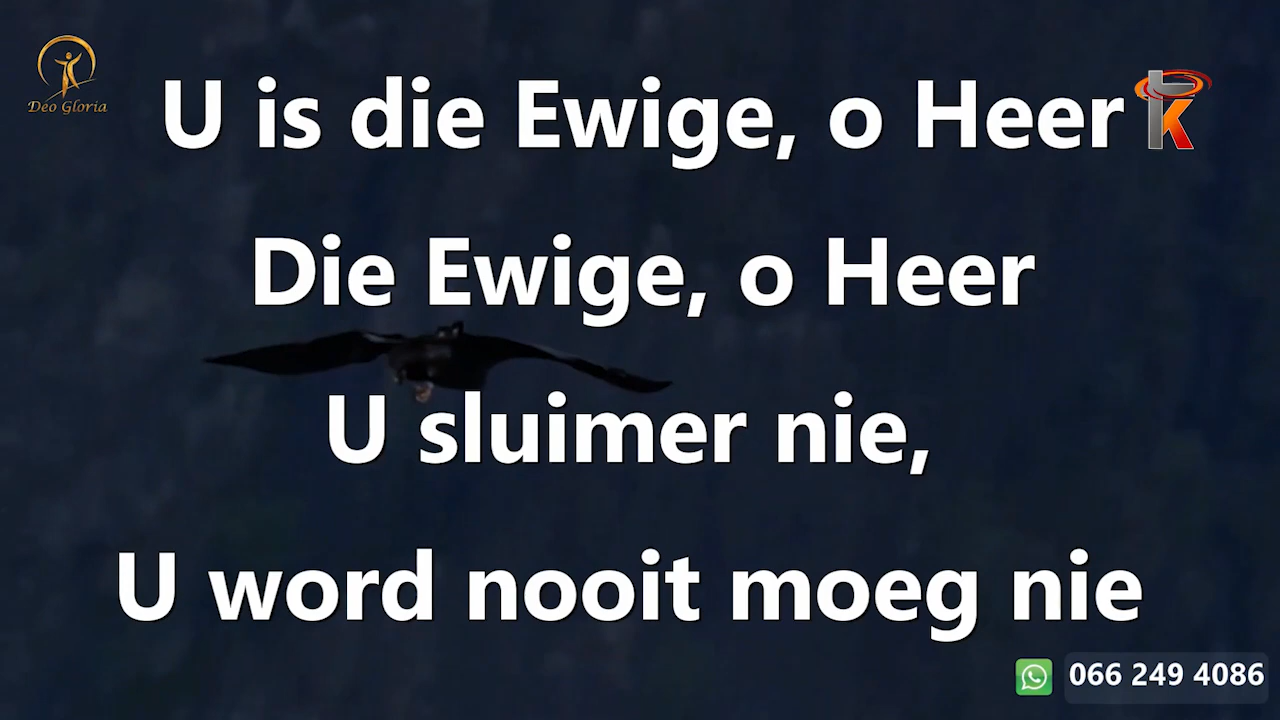 Deo Gloria
U is die Ewige, o Heer
Die Ewige, o Heer
U sluimer nie,
U word nooit moeg nie
066 249 4086